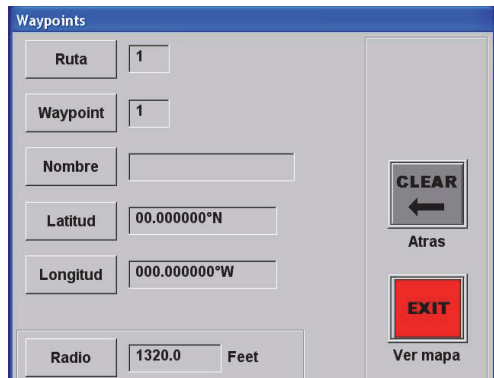 Waypoints
Ruta 1
Waypoint 1
Nombre
Latitud 00.000000°N
Longitud 000.000000°W
Radio 1320.0 Feet
CLEAR
Atras
EXIT
Ver mapa